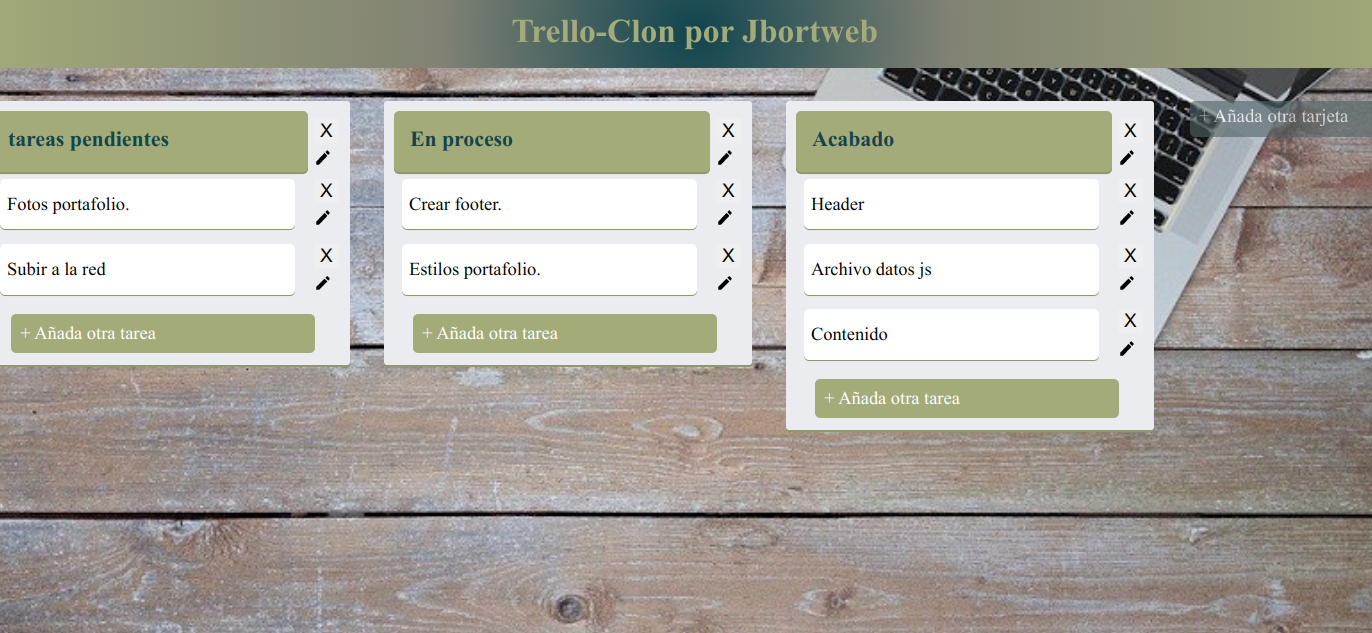 Trello-Clon por Jbortweb
tareas pendientes
X
Fotos portafolio.
X
Subir a la red
X
+ Añada otra tarea
En proceso
X
Crear footer.
X
Estilos portafolio.
X
+ Añada otra tarea
Acabado
X
Header
X
Archivo datos js
X
Contenido
X
+ Añada otra tarea
+ Añada otra tarjeta